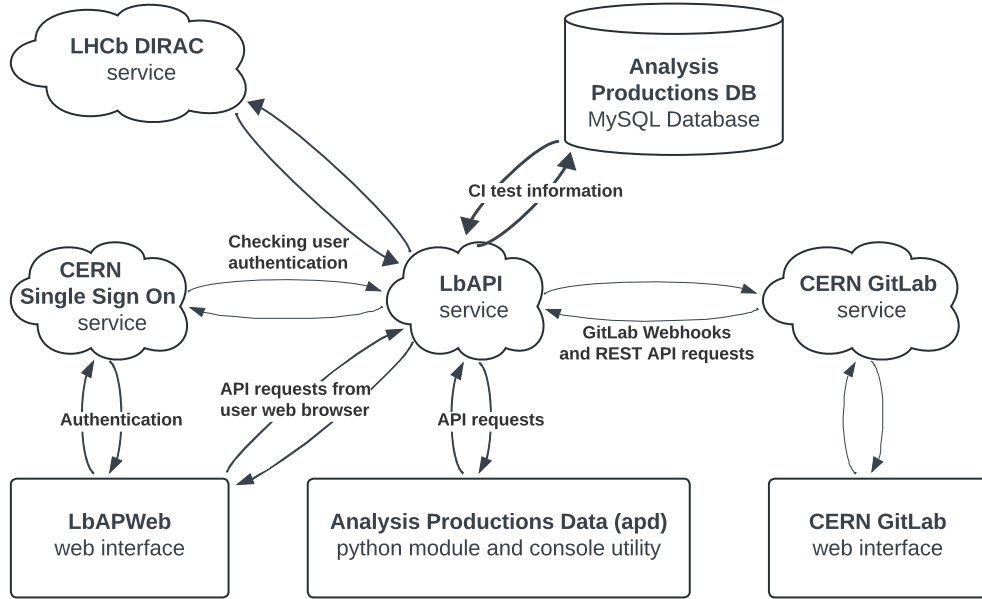 LHCb DIRAC
service
Analysis
Productions DB
MySQL Database
CI test information
Checking user
authentication
CERN
Single Sign On
service
LbAPI
service
CERN GitLab
service
GitLab Webhooks
and REST API requests
API requests from
user web browser
Authentication
API requests
LbAPWeb
web interface
Analysis Productions Data (apd)
python module and console utility
CERN GitLab
web interface